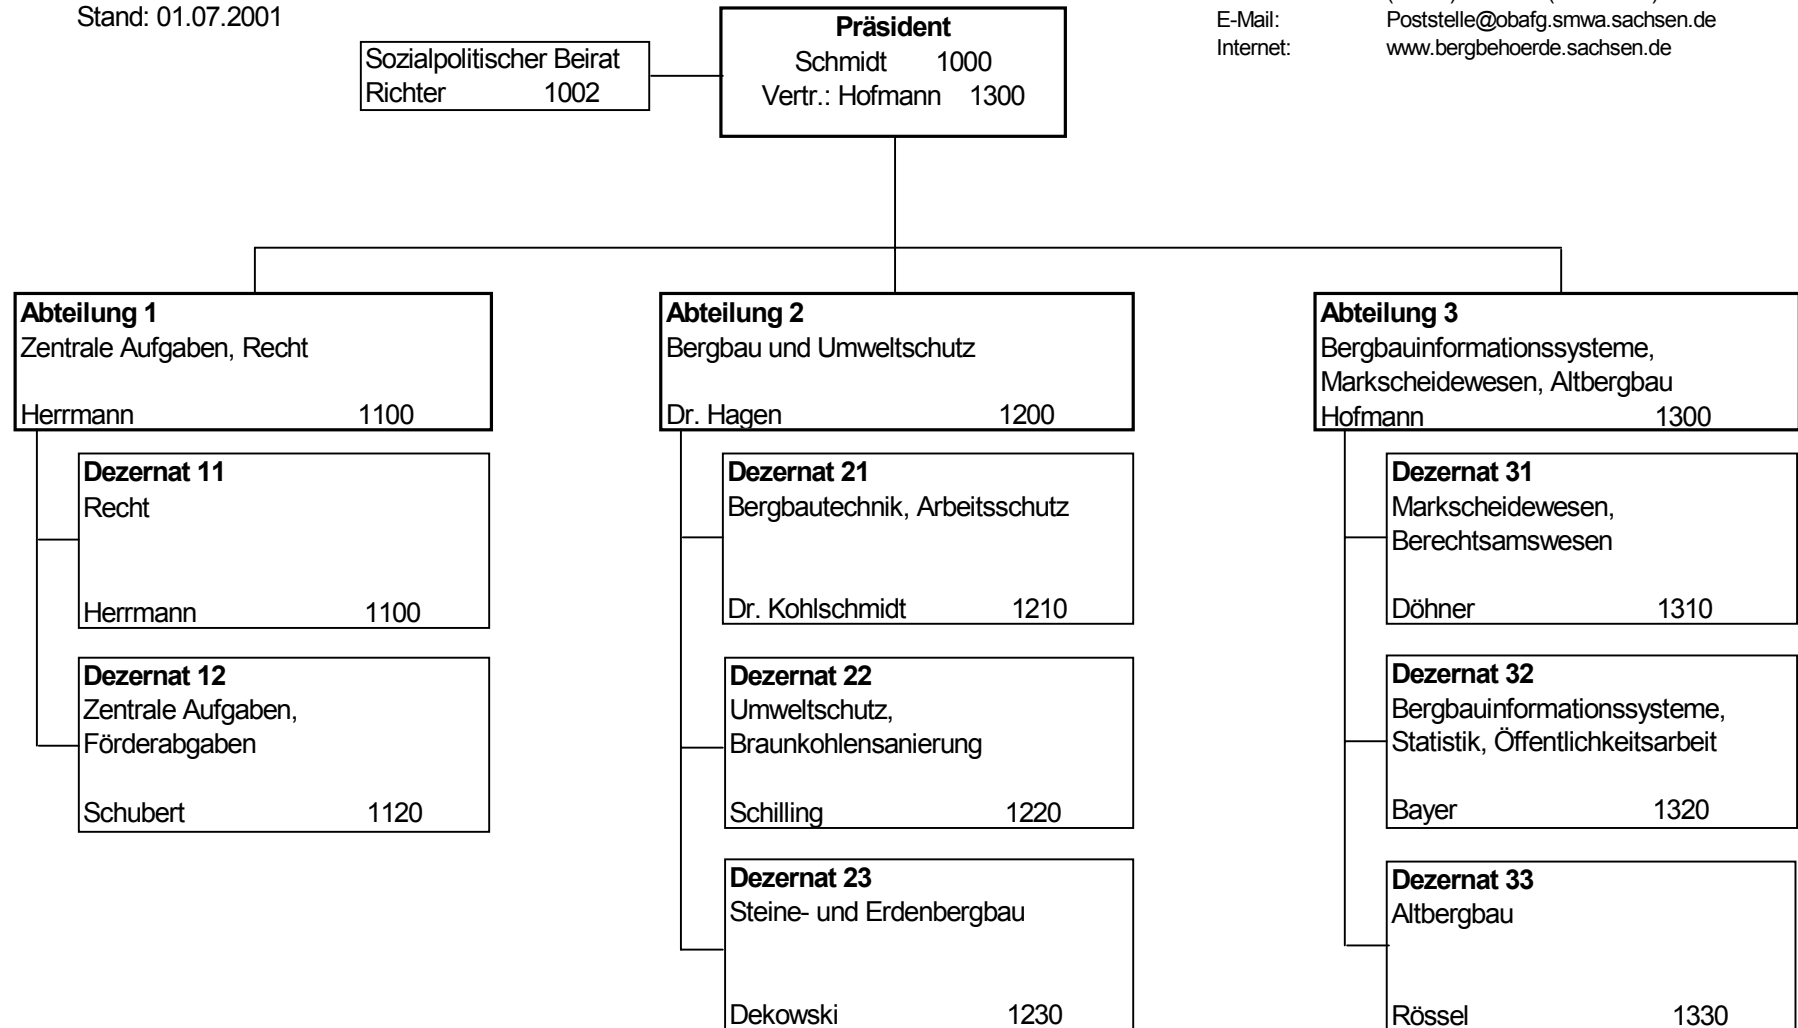 Stand: 01.07.2001
E-Mail: Poststelle@obafg.smwa.sachsen.de
Internet: www.bergbehoerde.sachsen.de
Präsident
Schmidt 1000
Vertr.: Hofmann 1300
Sozialpolitischer Beirat
Richter 1002
Abteilung 1
Zentrale Aufgaben, Recht
Herrmann 1100
Dezernat 11
Recht
Herrmann 1100
Dezernat 12
Zentrale Aufgaben,
Förderabgaben
Schubert 1120
Abteilung 2
Bergbau und Umweltschutz
Dr. Hagen 1200
Dezernat 21
Bergbautechnik, Arbeitsschutz
Dr. Kohlschmidt 1210
Dezernat 22
Umweltschutz,
Braunkohlensanierung
Schilling 1220
Dezernat 23
Steine- und Erdenbergbau
Dekowski 1230
Abteilung 3
Bergbauinformationssysteme,
Markscheidewesen, Altbergbau
Hofmann 1300
Dezernat 31
Markscheidewesen,
Berechtsamswesen
Döhner 1310
Dezernat 32
Bergbauinformationssysteme,
Statistik, Öffentlichkeitsarbeit
Bayer 1320
Dezernat 33
Altbergbau
Rössel 1330